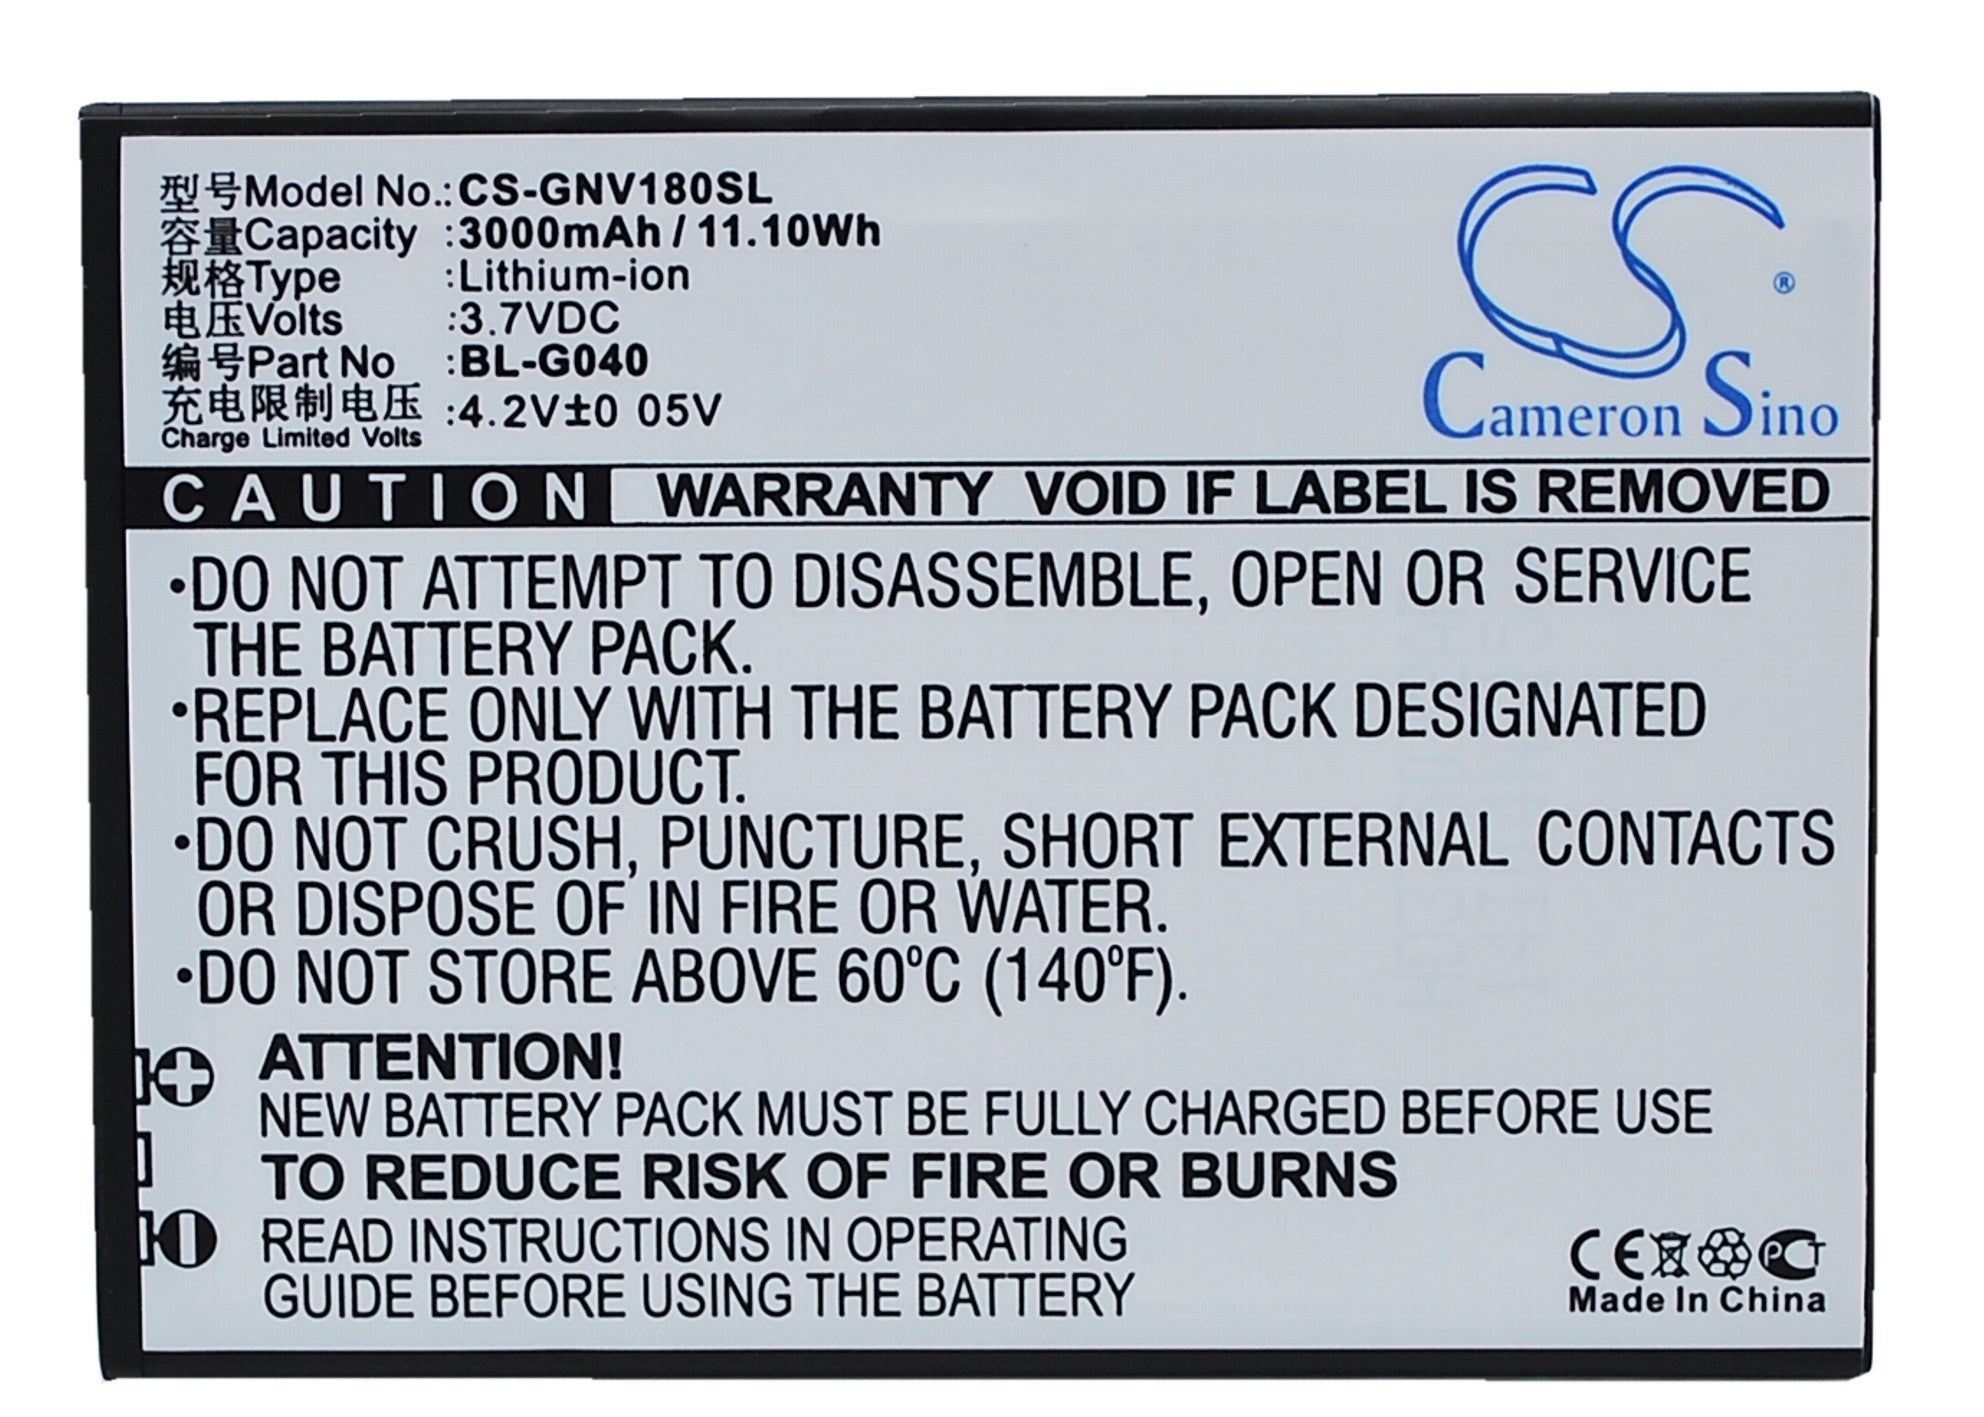 型号Model No.:CS-GNV180SL
容量Capacity :3000mAh / 11.10Wh
规格Type :Lithium-ion
电压Volts :3.7VDC
编号Part No :BL-G040
充电限制电压 :4.2V±0 05V
Charge Limited Volts
CS®
Cameron Sino
CAUTION WARRANTY VOID IF LABEL IS REMOVED
•DO NOT ATTEMPT TO DISASSEMBLE, OPEN OR SERVICE
THE BATTERY PACK.
•REPLACE ONLY WITH THE BATTERY PACK DESIGNATED
FOR THIS PRODUCT.
•DO NOT CRUSH, PUNCTURE, SHORT EXTERNAL CONTACTS
OR DISPOSE OF IN FIRE OR WATER.
•DO NOT STORE ABOVE 60°C (140°F).
ATTENTION!
NEW BATTERY PACK MUST BE FULLY CHARGED BEFORE USE
TO REDUCE RISK OF FIRE OR BURNS
READ INSTRUCTIONS IN OPERATING
GUIDE BEFORE USING THE BATTERY
CE PCT
Made In China